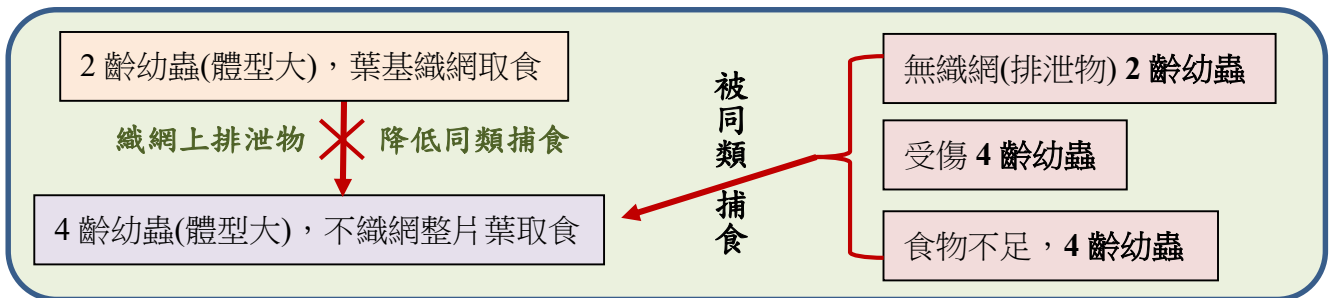 2 齡幼蟲(體型大)，葉基織網取食
織網上排泄物
降低同類捕食
4 齡幼蟲(體型大)，不織網整片葉取食
被同類 捕食
無織網(排泄物) 2 齡幼蟲
受傷 4 齡幼蟲
食物不足，4 齡幼蟲